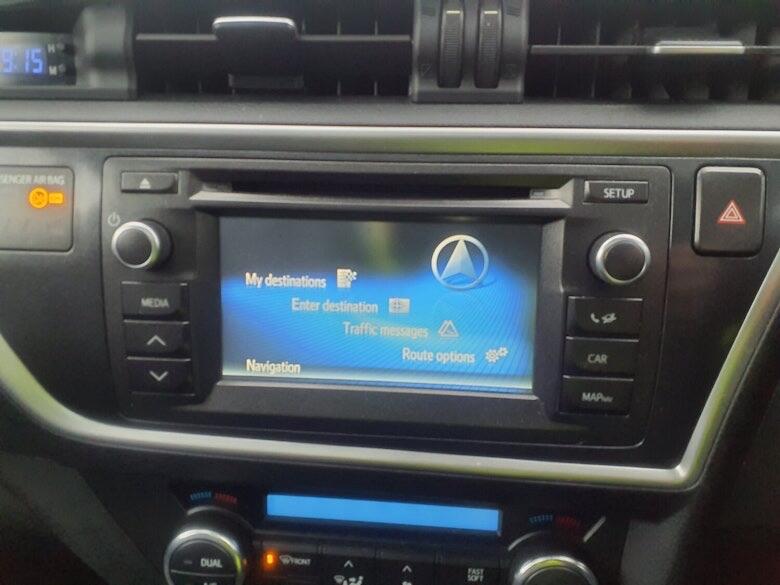 9:15
H
M
SENGER AIR BAG
SETUP
My destinations
Enter destination
Traffic messages
Route options
Navigation
MEDIA
CAR
MAP
DUAL
FRONT
FAST
SOFT